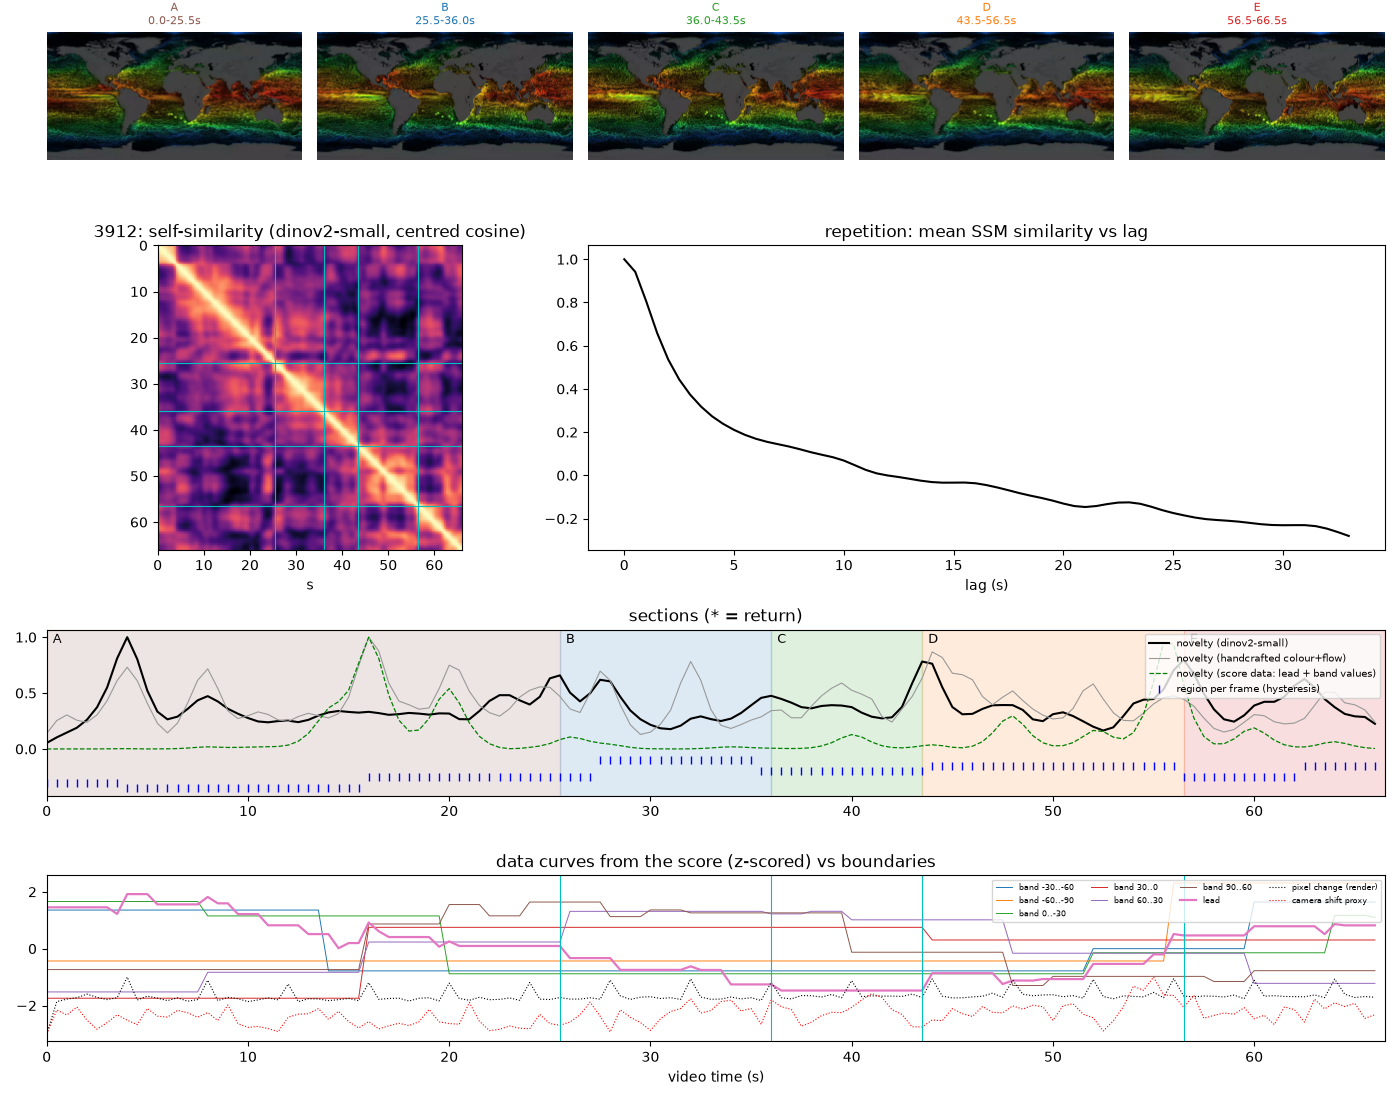 A
0.0-25.5s
B
25.5-36.0s
C
36.0-43.5s
D
43.5-56.5s
E
56.5-66.5s
3912: self-similarity (dinov2-small, centred cosine)
0
10
20
30
40
50
60
0 10 20 30 40 50 60
s
repetition: mean SSM similarity vs lag
1.0
0.8
0.6
0.4
0.2
0.0
−0.2
0 5 10 15 20 25 30
lag (s)
sections (* = return)
1.0
0.5
0.0
A B C D
novelty (dinov2-small)
novelty (handcrafted colour+flow)
novelty (score data: lead + band values)
region per frame (hysteresis)
0 10 20 30 40 50 60
data curves from the score (z-scored) vs boundaries
2
0
−2
band -30..-60
band -60..-90
band 0..-30
band 30..0
band 60..30
band 90..60
lead
pixel change (render)
camera shift proxy
0 10 20 30 40 50 60
video time (s)